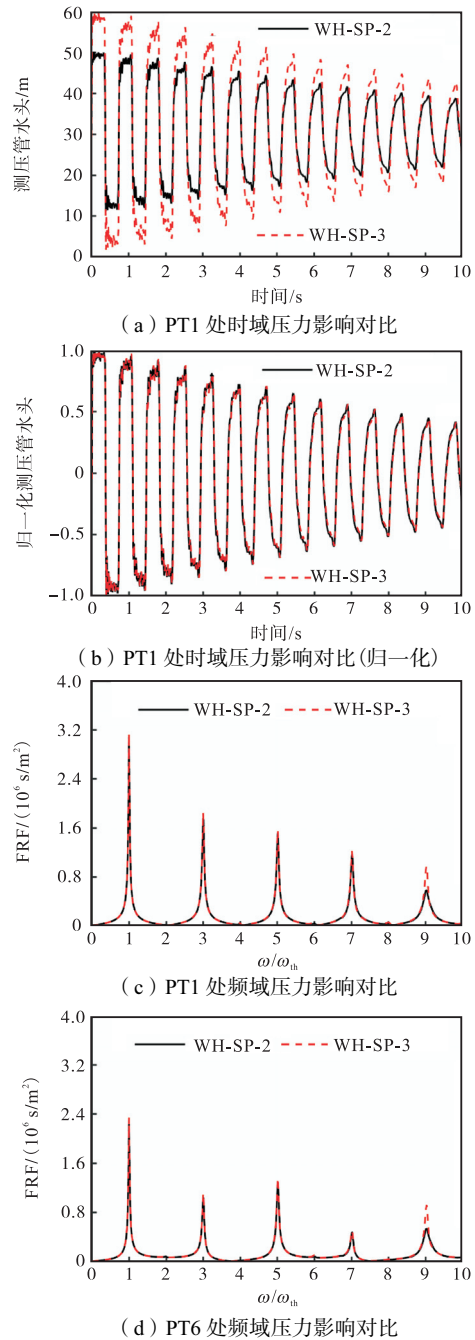 60
50
40
30
20
10
0
测压管水头/m
WH-SP-2
WH-SP-3
0 1 2 3 4 5 6 7 8 9 10
时间/s
(a) PT1 处时域压力影响对比
1.0
0.5
0
−0.5
−1.0
归一化测压管水头
WH-SP-2
WH-SP-3
0 1 2 3 4 5 6 7 8 9 10
时间/s
(b) PT1 处时域压力影响对比(归一化)
4.0
3.2
2.4
1.6
0.8
0
FRF/(10⁶ s/m²)
WH-SP-2 WH-SP-3
0 1 2 3 4 5 6 7 8 9 10
ω/ωth
(c) PT1 处频域压力影响对比
4.0
3.2
2.4
1.6
0.8
0
FRF/(10⁶ s/m²)
WH-SP-2 WH-SP-3
0 1 2 3 4 5 6 7 8 9 10
ω/ωth
(d) PT6 处频域压力影响对比